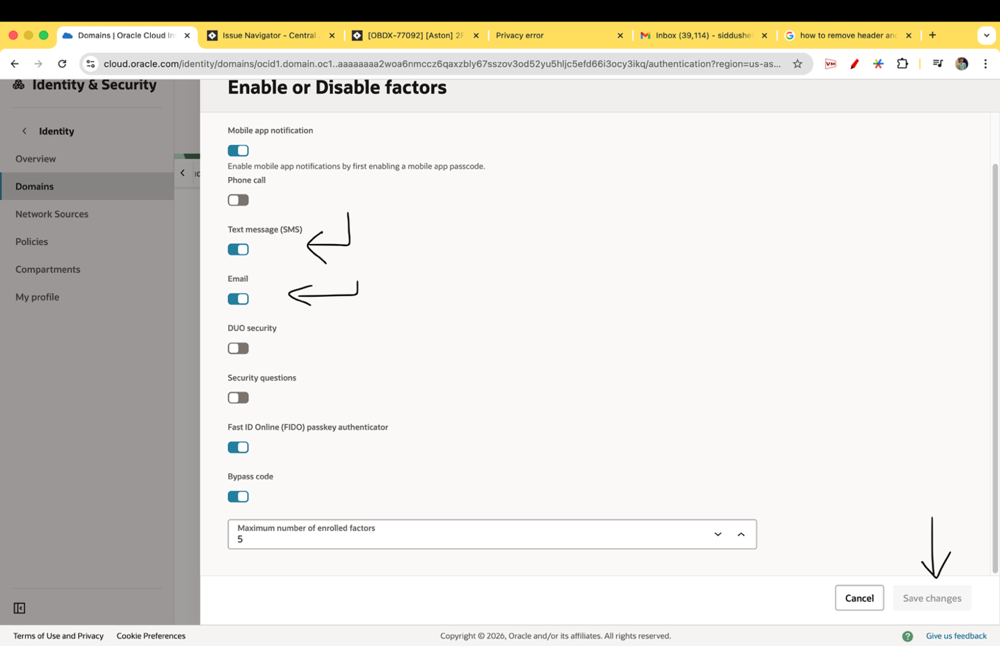 Domains | Oracle Cloud In
Issue Navigator - Central
[OBDX-77092] [Aston] 2F
Privacy error
Inbox (39,114) - siddushet
how to remove header and
cloud.oracle.com/identity/domains/ocid1.domain.oc1..aaaaaaaa2woa6nmccz6qaxzbly67sszov3od52yu5hljc5efd66i3ocy3ikq/authentication?region=us-as...
VM
Identity & Security
Enable or Disable factors
Identity
Overview
Domains
Network Sources
Policies
Compartments
My profile
Mobile app notification
Enable mobile app notifications by first enabling a mobile app passcode.
Phone call
Text message (SMS)
Email
DUO security
Security questions
Fast ID Online (FIDO) passkey authenticator
Bypass code
Maximum number of enrolled factors
5
Cancel
Save changes
Terms of Use and Privacy
Cookie Preferences
Copyright © 2026, Oracle and/or its affiliates. All rights reserved.
Give us feedback